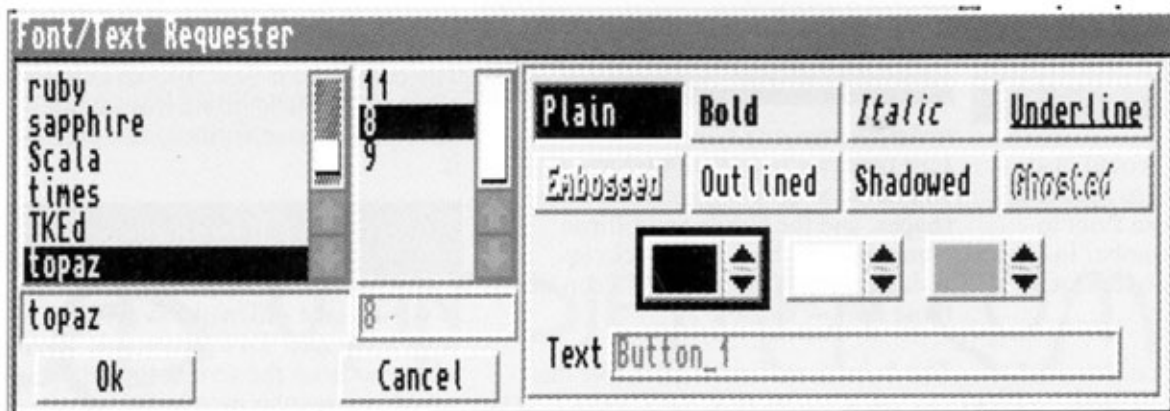 Font/Text Requester
ruby
sapphire
Scala
times
TKEd
topaz
topaz
11
8
9
8
Ok
Cancel
Plain Bold Italic Underline
Embossed Outlined Shadowed Ghosted
Text Button_1